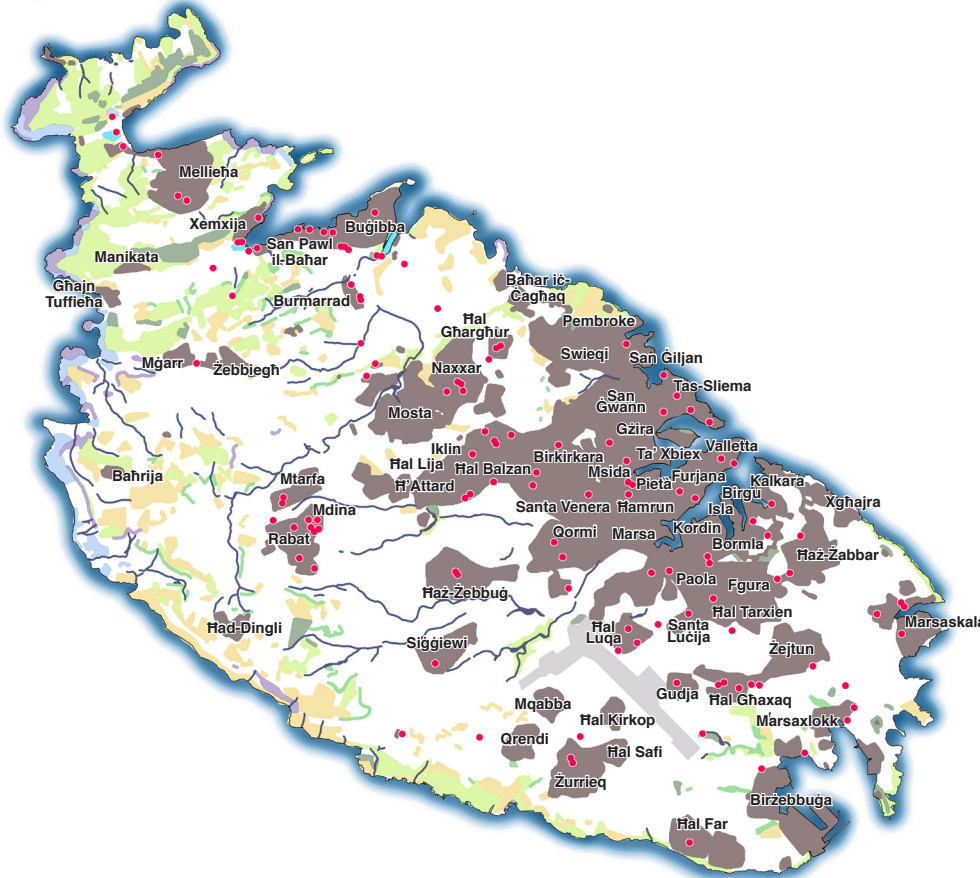 Mellieħa
Xemxija
Buġibba
San Pawl
il-Baħar
Manikata
Għajn
Tuffieħa
Burmarrad
Baħar iċ-
Ċagħaq
Ħal
Għargħur
Pembroke
Swieqi
San Ġiljan
Mġarr
Żebbiegħ
Naxxar
Tas-Sliema
San
Ġwann
Mosta
Gżira
Iklin
Birkirkara
Ta' Xbiex
Valletta
Ħal Lija
Ħal Balzan
Msida
Baħrija
Mtarfa
Ħ'Attard
Pietà
Furjana
Kalkara
Birgu
Mdina
Santa Venera
Ħamrun
Isla
Xgħajra
Rabat
Qormi
Marsa
Kordin
Bormla
Ħaż-Żabbar
Paola
Fgura
Ħaż-Żebbuġ
Ħal Tarxien
Ħad-Dingli
Ħal
Luqa
Santa
Luċija
Marsaskala
Siġġiewi
Żejtun
Gudja
Ħal Għaxaq
Mqabba
Ħal Kirkop
Marsaxlokk
Qrendi
Ħal Safi
Żurrieq
Birżebbuġa
Ħal Far